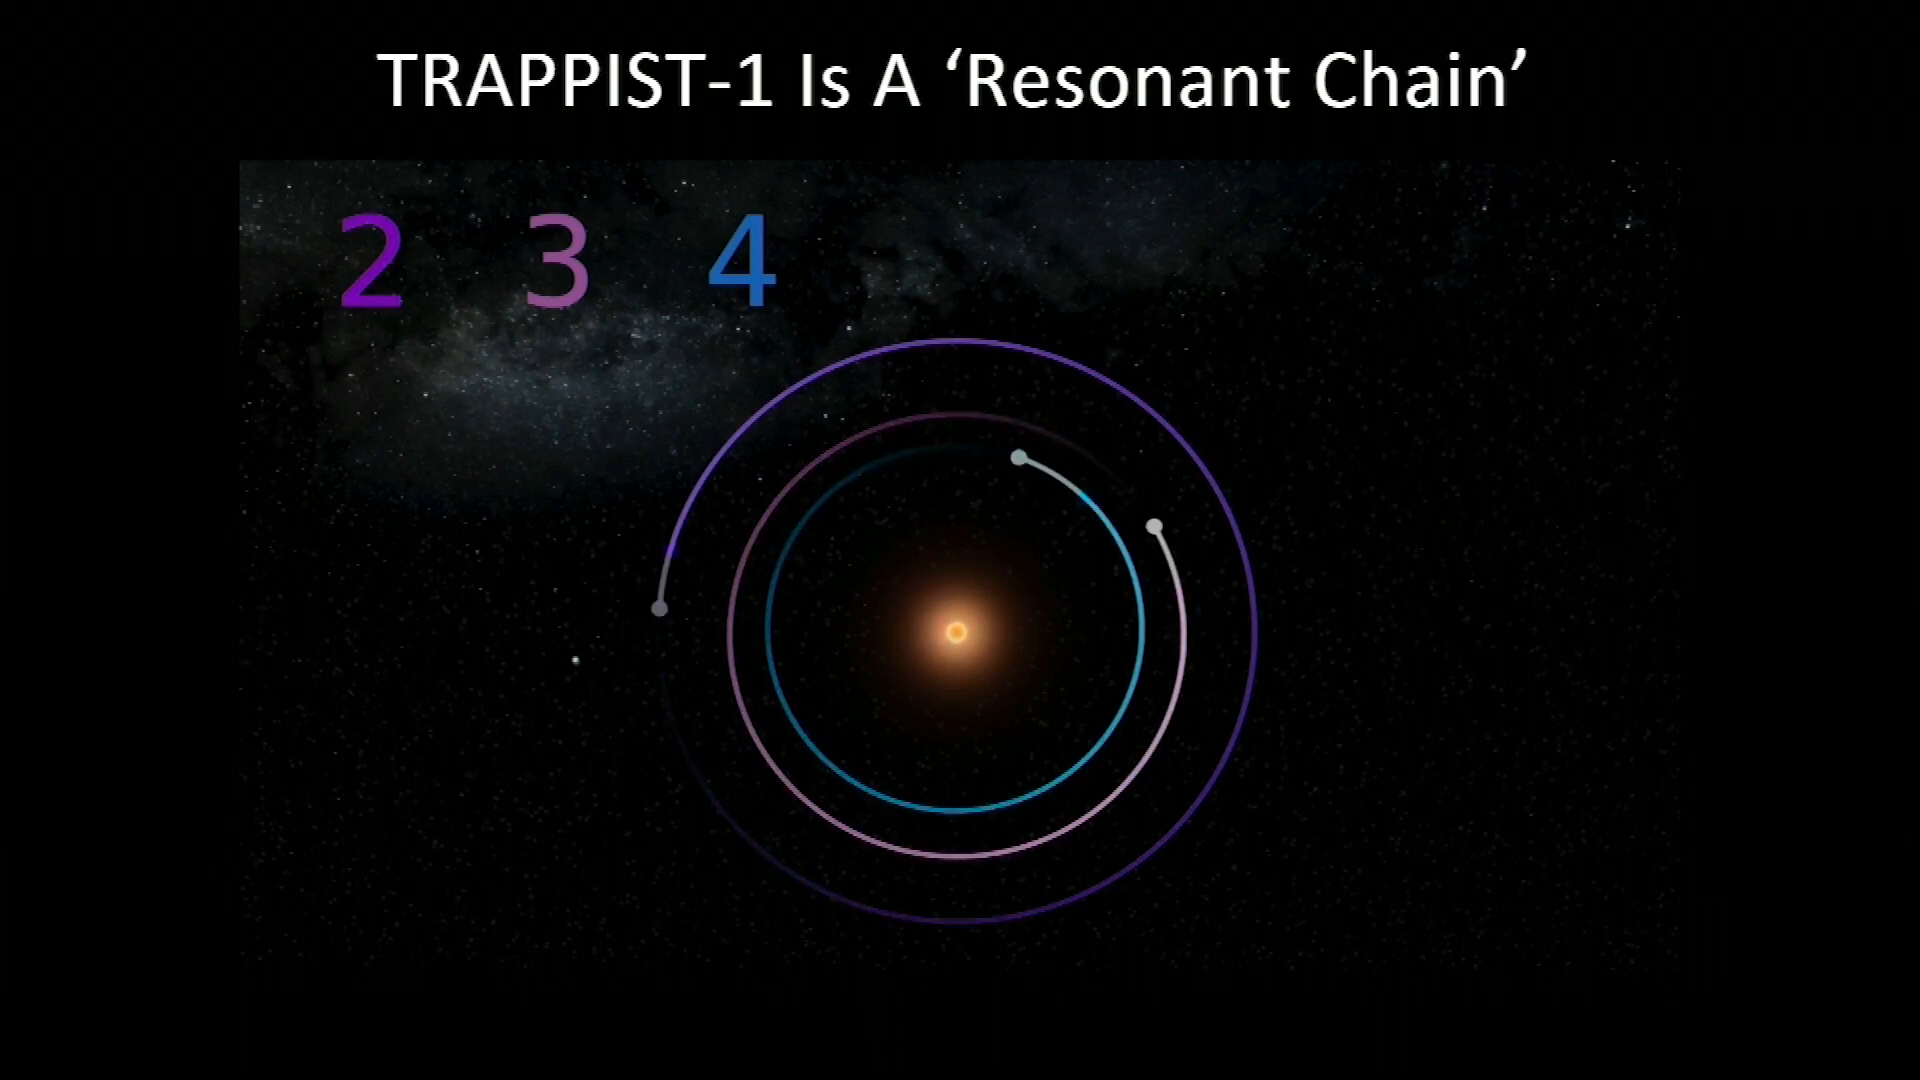 TRAPPIST-1 Is A ‘Resonant Chain’
2 3 4